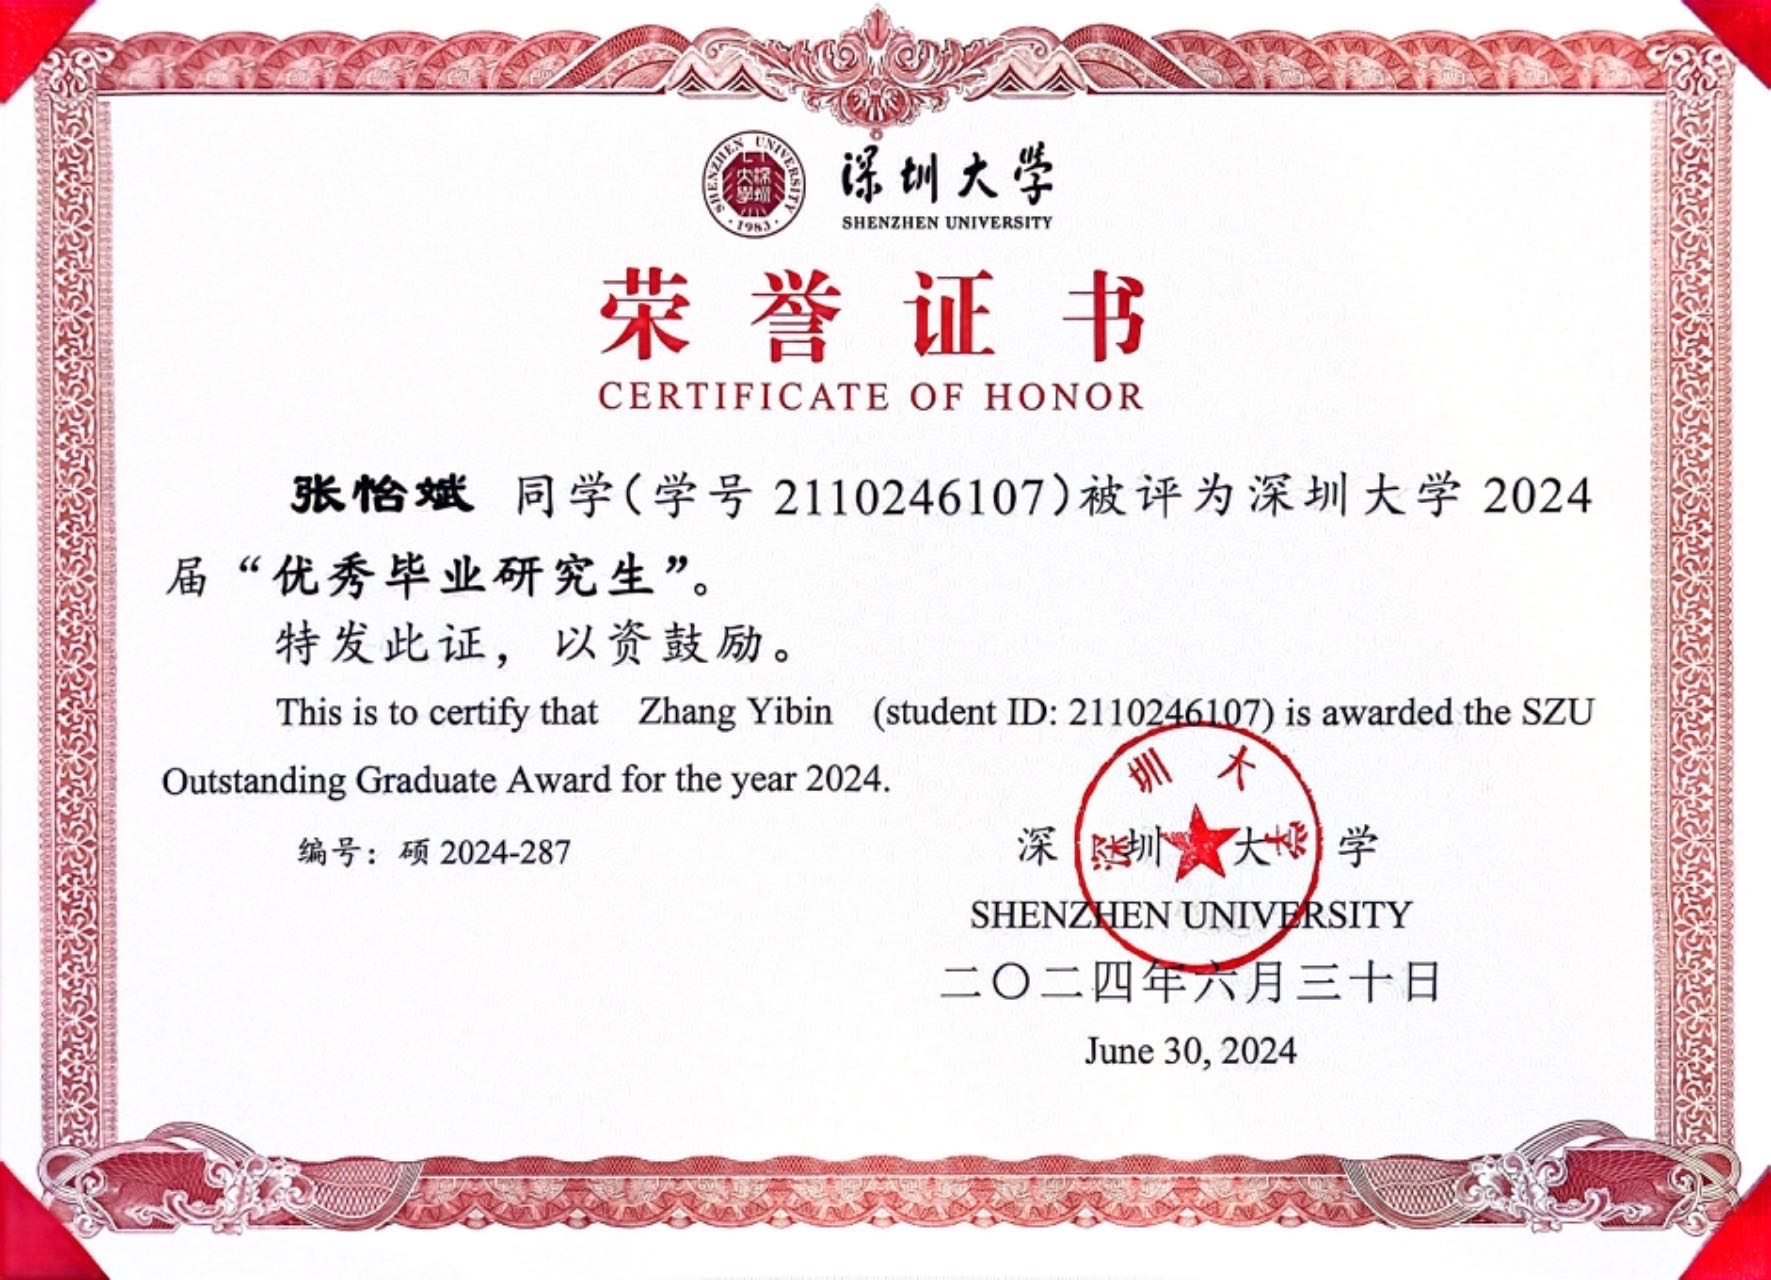 SHENZHEN UNIVERSITY
深圳大學
·1983·
深圳大学
SHENZHEN UNIVERSITY
荣誉证书
CERTIFICATE OF HONOR
张怡斌 同学(学号 2110246107)被评为深圳大学 2024
届“优秀毕业研究生”。
特发此证，以资鼓励。
This is to certify that Zhang Yibin (student ID: 2110246107) is awarded the SZU
Outstanding Graduate Award for the year 2024.
编号：硕 2024-287
深圳大学
深圳大学
SHENZHEN UNIVERSITY
二〇二四年六月三十日
June 30, 2024